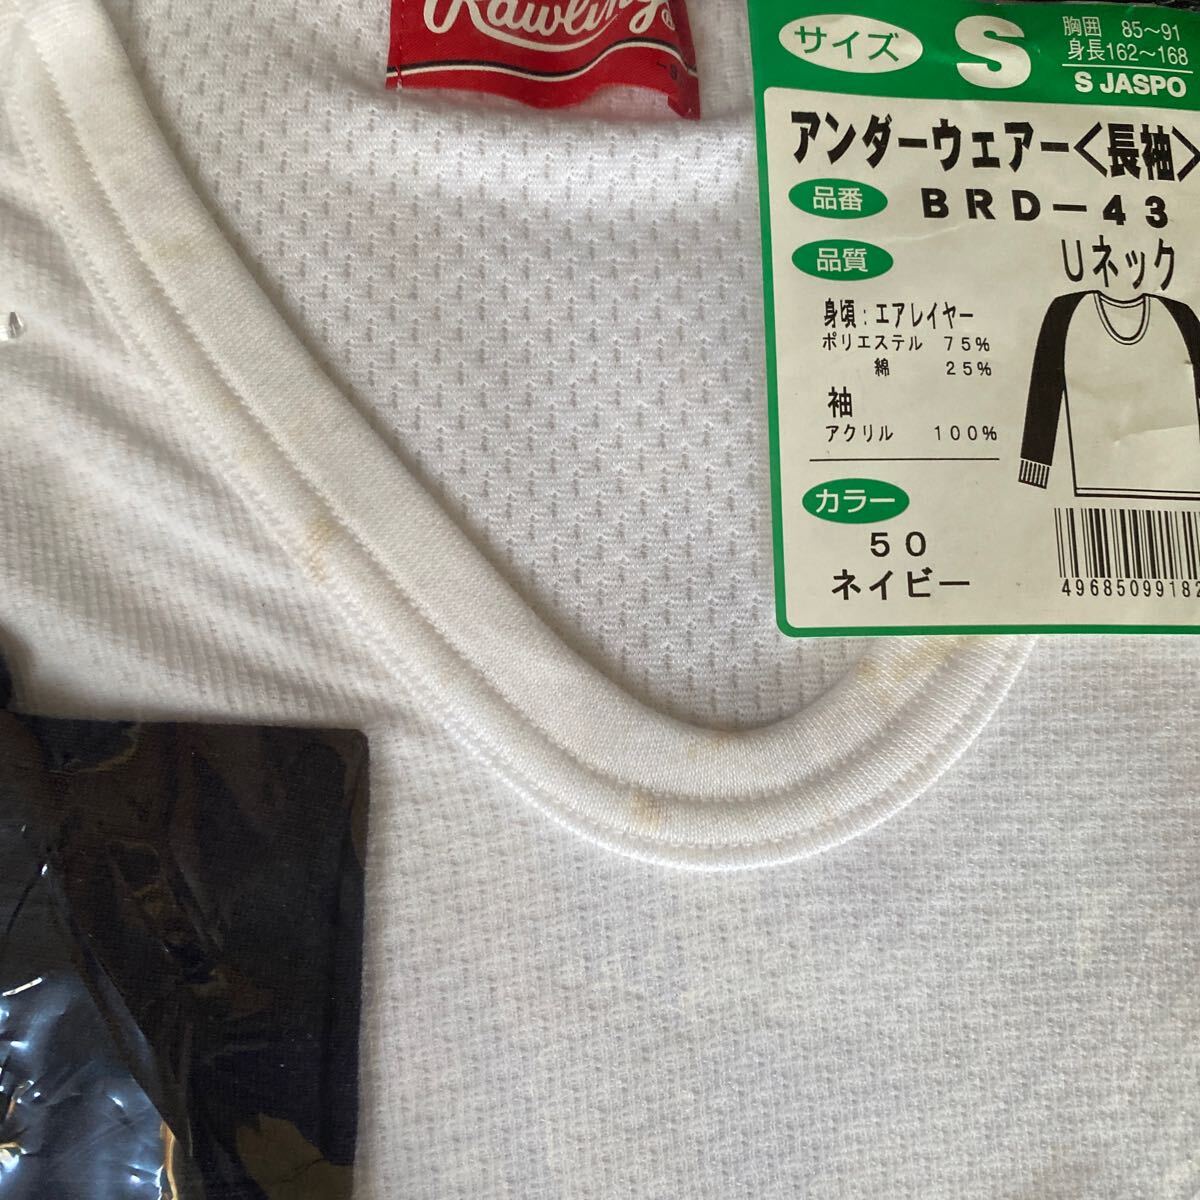 Rawlings
サイズ S 胸囲 85〜91
身長162〜168
S JASPO
アンダーウェアー<長袖>
品番 BRD-43
品質 Uネック
身頃:エアレイヤー
ポリエステル 75%
綿 25%
袖
アクリル 100%
カラー
50
ネイビー
4968509918